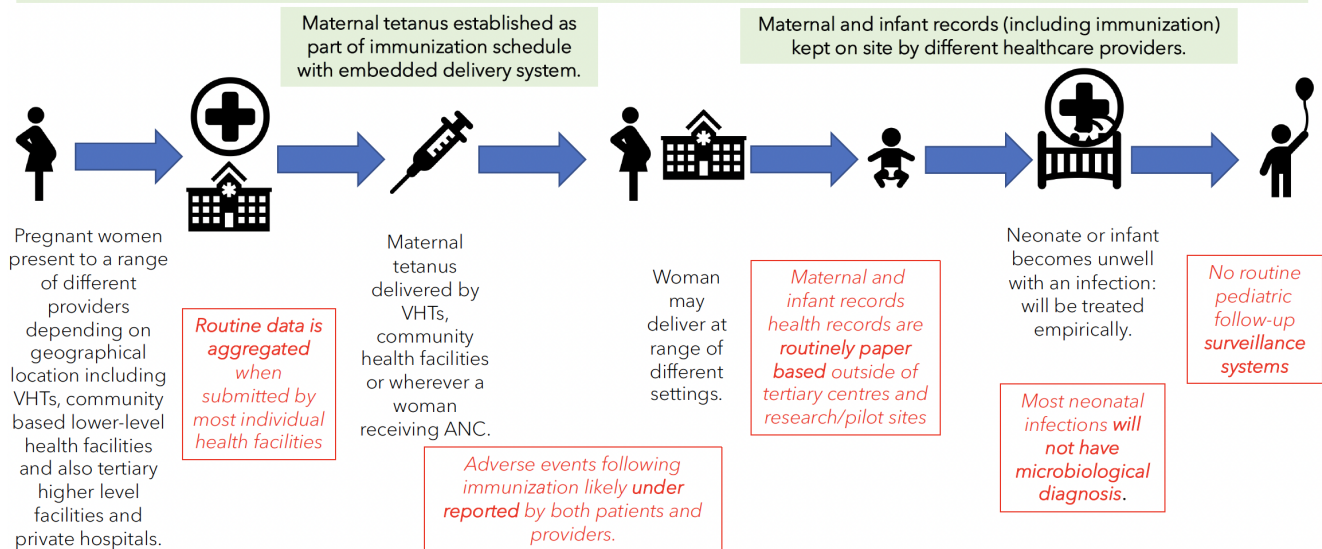 Maternal tetanus established as
part of immunization schedule
with embedded delivery system.
Maternal and infant records (including immunization)
kept on site by different healthcare providers.
Pregnant women
present to a range
of different
providers
depending on
geographical
location including
VHTs, community
based lower-level
health facilities
and also tertiary
higher level
facilities and
private hospitals.
Routine data is
aggregated
when
submitted by
most individual
health facilities
Maternal
tetanus
delivered by
VHTs,
community
health facilities
or wherever a
woman
receiving ANC.
Adverse events following
immunization likely under
reported by both patients and
providers.
Woman
may
deliver at
range of
different
settings.
Maternal and
infant records
health records are
routinely paper
based outside of
tertiary centres and
research/pilot sites
Neonate or infant
becomes unwell
with an infection:
will be treated
empirically.
Most neonatal
infections will
not have
microbiological
diagnosis.
No routine
pediatric
follow-up
surveillance
systems